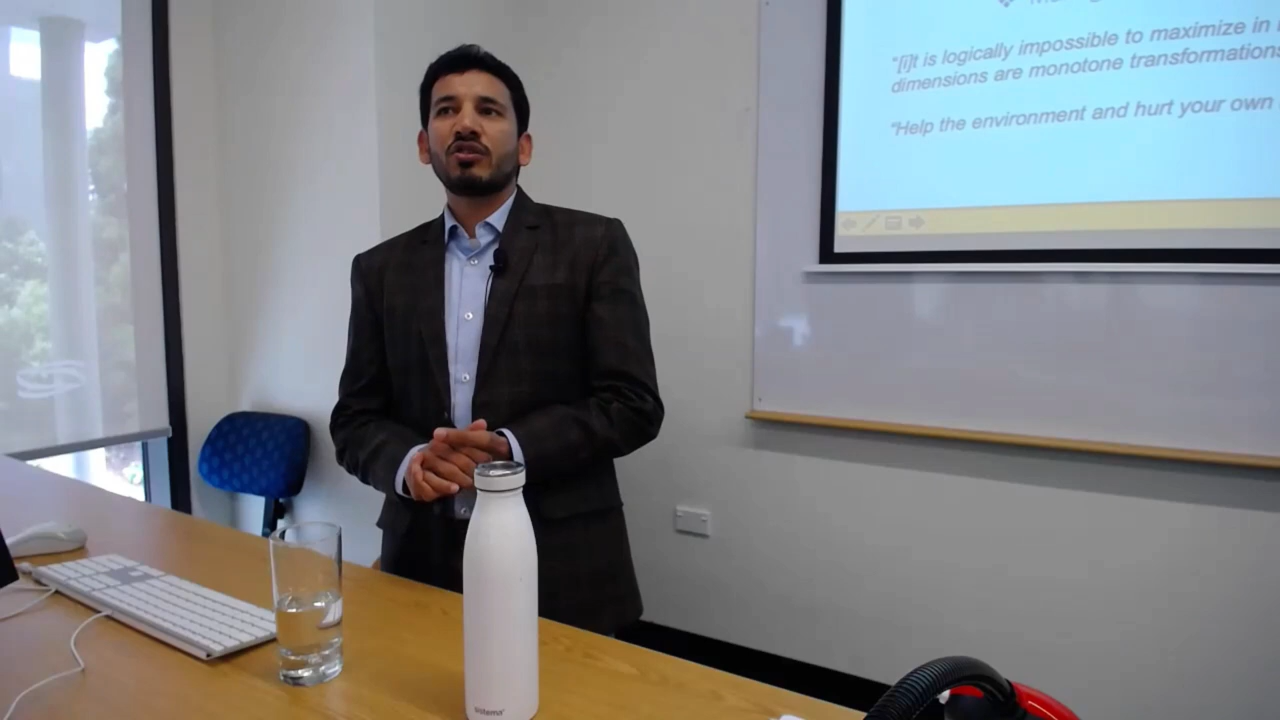 "[i]t is logically impossible to maximize in
dimensions are monotone transformations
"Help the environment and hurt your own
sistema